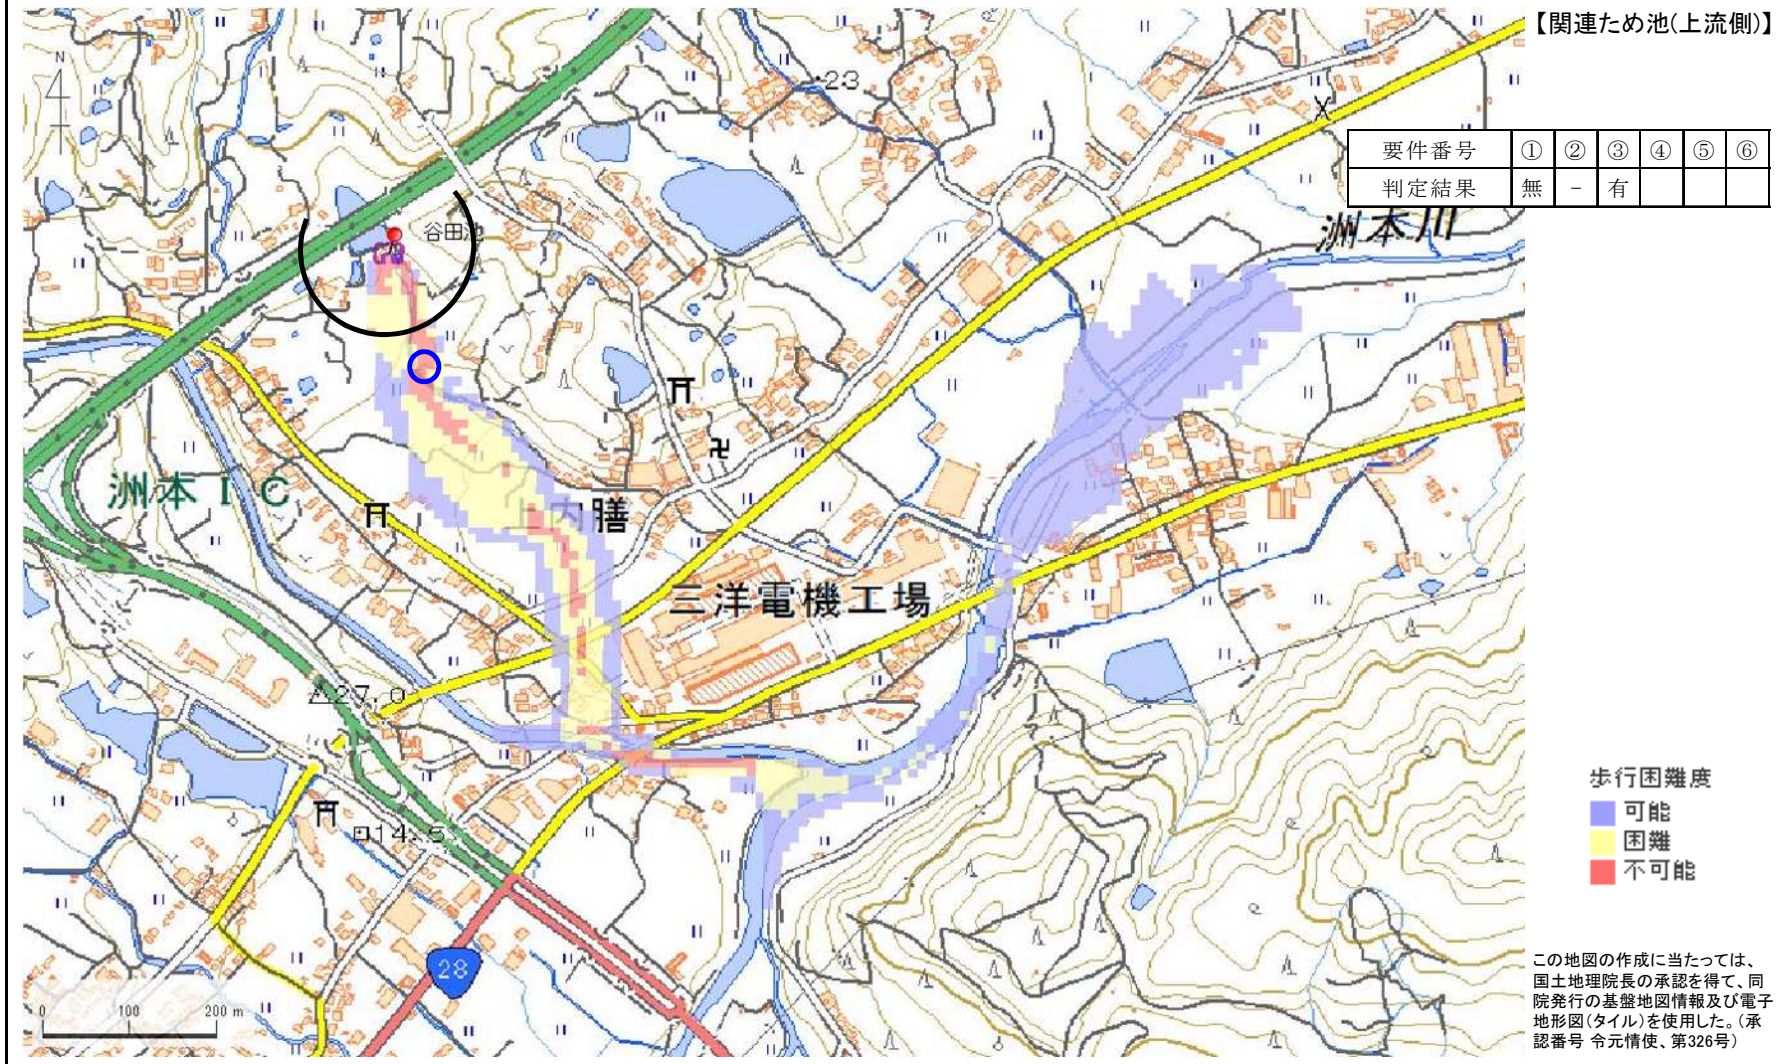 【関連ため池(上流側)】
N
23
要件番号 ① ② ③ ④ ⑤ ⑥
判定結果 無 - 有
洲本川
谷田池
洲本IC
上内膳
三洋電機工場
27.0
14.5
28
0 100 200 m
歩行困難度
可能
困難
不可能
この地図の作成に当たっては、
国土地理院長の承認を得て、同
院発行の基盤地図情報及び電子
地形図(タイル)を使用した。(承
認番号 令元情使、第326号)